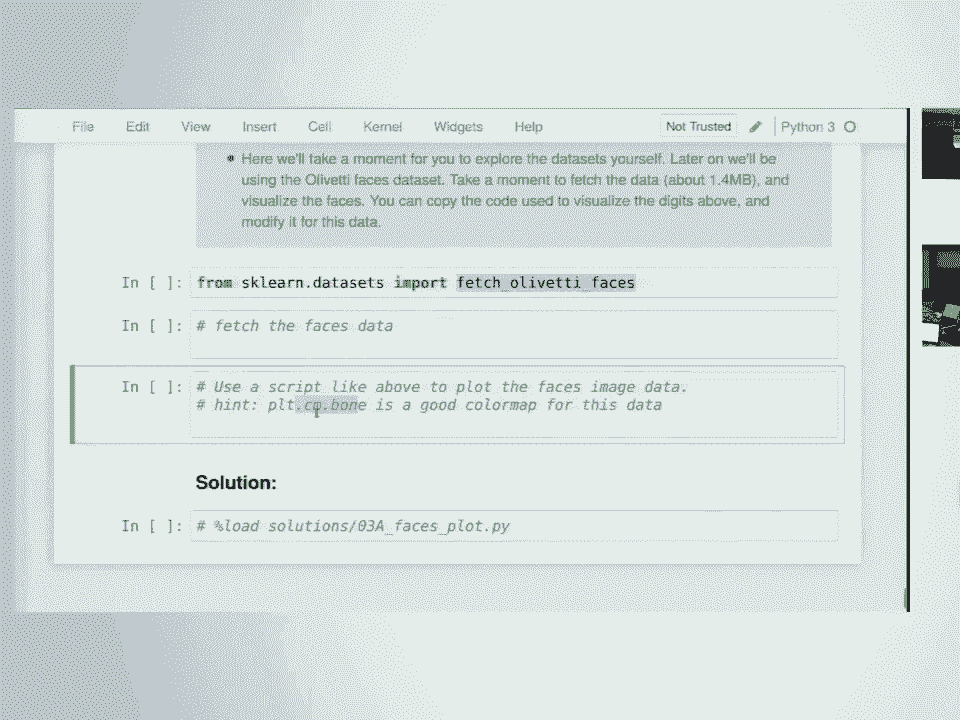 File Edit View Insert Cell Kernel Widgets Help Not Trusted Python 3
Here we'll take a moment for you to explore the datasets yourself. Later on we'll be
using the Olivetti faces dataset. Take a moment to fetch the data (about 1.4MB), and
visualize the faces. You can copy the code used to visualize the digits above, and
modify it for this data.
In [ ]: from sklearn.datasets import fetch_olivetti_faces
In [ ]: # fetch the faces data
In [ ]: # Use a script like above to plot the faces image data.
# hint: plt.cm.bone is a good colormap for this data
Solution:
In [ ]: # %load solutions/03A_faces_plot.py